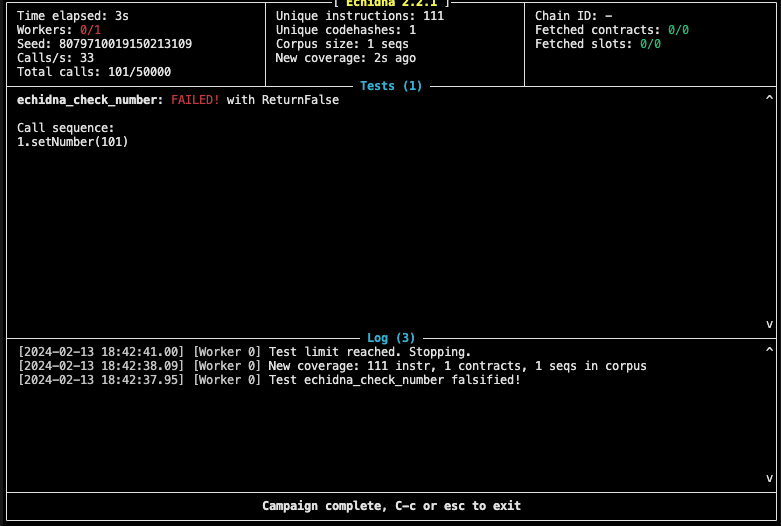 [ Echidna 2.2.1 ]
Time elapsed: 3s
Workers: 0/1
Seed: 8079710019150213109
Calls/s: 33
Total calls: 101/50000
Unique instructions: 111
Unique codehashes: 1
Corpus size: 1 seqs
New coverage: 2s ago
Chain ID: -
Fetched contracts: 0/0
Fetched slots: 0/0
Tests (1)
echidna_check_number: FAILED! with ReturnFalse
^
Call sequence:
1.setNumber(101)
v
Log (3)
[2024-02-13 18:42:41.00] [Worker 0] Test limit reached. Stopping.
^
[2024-02-13 18:42:38.09] [Worker 0] New coverage: 111 instr, 1 contracts, 1 seqs in corpus
[2024-02-13 18:42:37.95] [Worker 0] Test echidna_check_number falsified!
v
Campaign complete, C-c or esc to exit